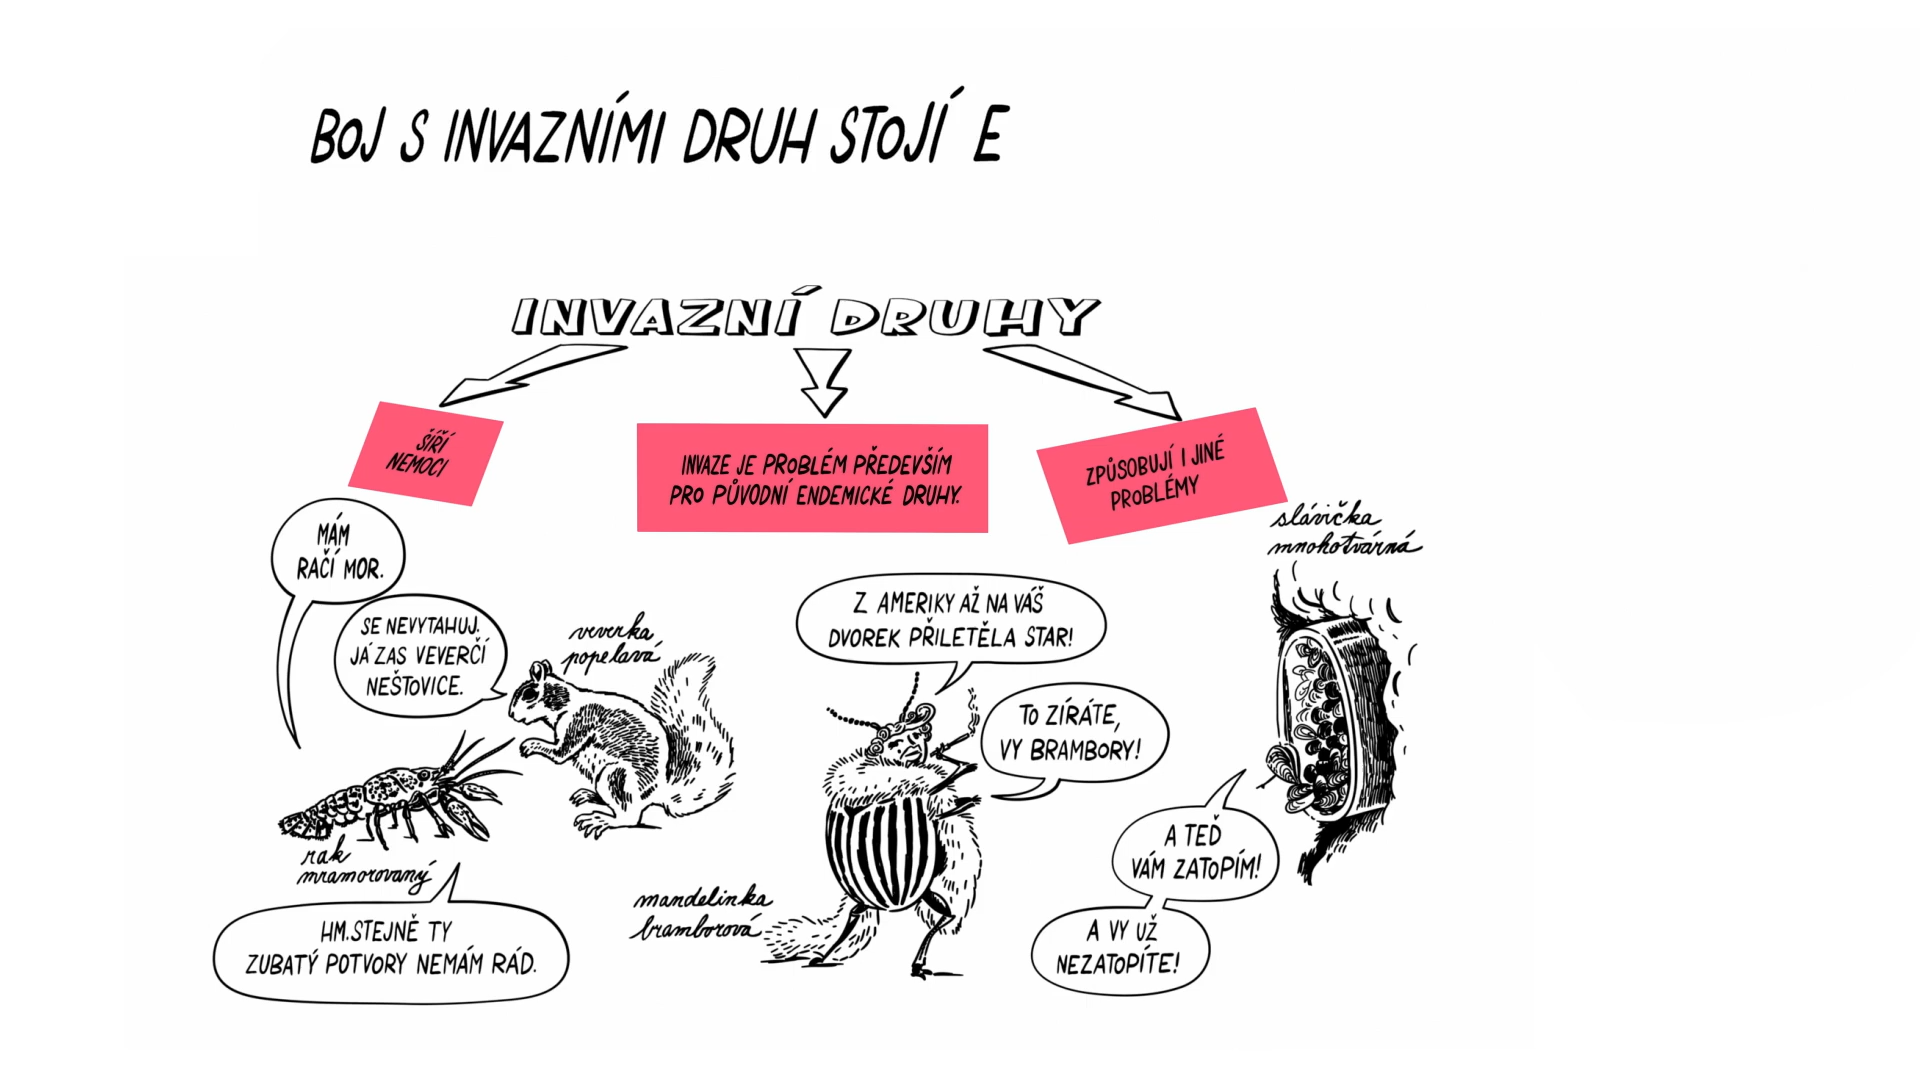 BOJ S INVAZNÍMI DRUH STOJÍ E
INVAZNÍ DRUHY
ŠÍŘÍ
NEMOCI
INVAZE JE PROBLÉM PŘEDEVŠÍM
PRO PŮVODNÍ ENDEMICKÉ DRUHY.
ZPŮSOBUJÍ I JINÉ
PROBLÉMY
MÁM
RAČÍ MOR.
SE NEVYTAHUJ.
JÁ ZAS VEVERČÍ
NEŠTOVICE.
veverka
popelavá
rak
mramorovaný
HM. STEJNĚ TY
ZUBATÝ POTVORY NEMÁM RÁD.
Z AMERIKY AŽ NA VÁŠ
DVOREK PŘILETĚLA STAR!
TO ZÍRÁTE,
VY BRAMBORY!
mandelinka
bramborová
slávička
mnohotvárná
A TEĎ
VÁM ZATOPÍM!
A VY UŽ
NEZATOPÍTE!